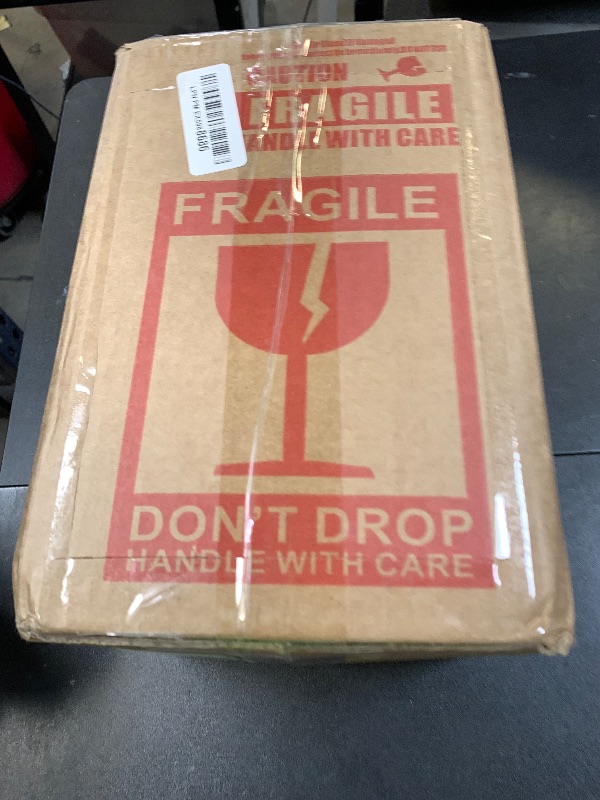 CAUTION
FRAGILE
HANDLE WITH CARE
FRAGILE
DON'T DROP
HANDLE WITH CARE